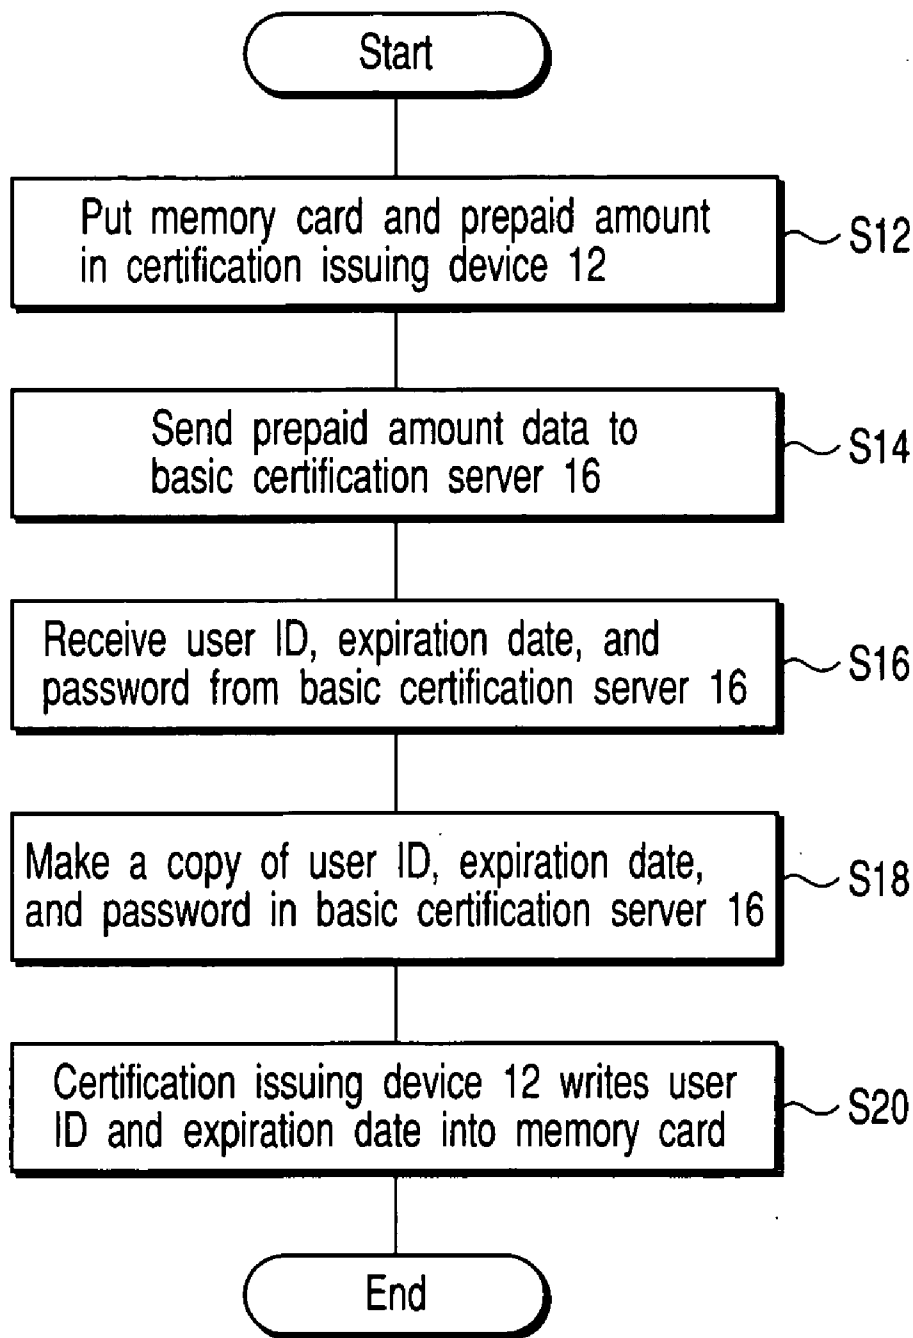 Start
Put memory card and prepaid amount
in certification issuing device 12
S12
Send prepaid amount data to
basic certification server 16
S14
Receive user ID, expiration date, and
password from basic certification server 16
S16
Make a copy of user ID, expiration date,
and password in basic certification server 16
S18
Certification issuing device 12 writes user
ID and expiration date into memory card
S20
End